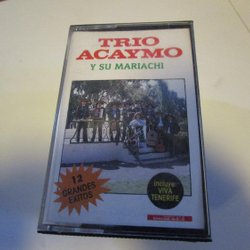 TRIO
ACAYMO
Y SU MARIACHI
12
GRANDES
EXITOS
incluye:
VIVA
TENERIFE